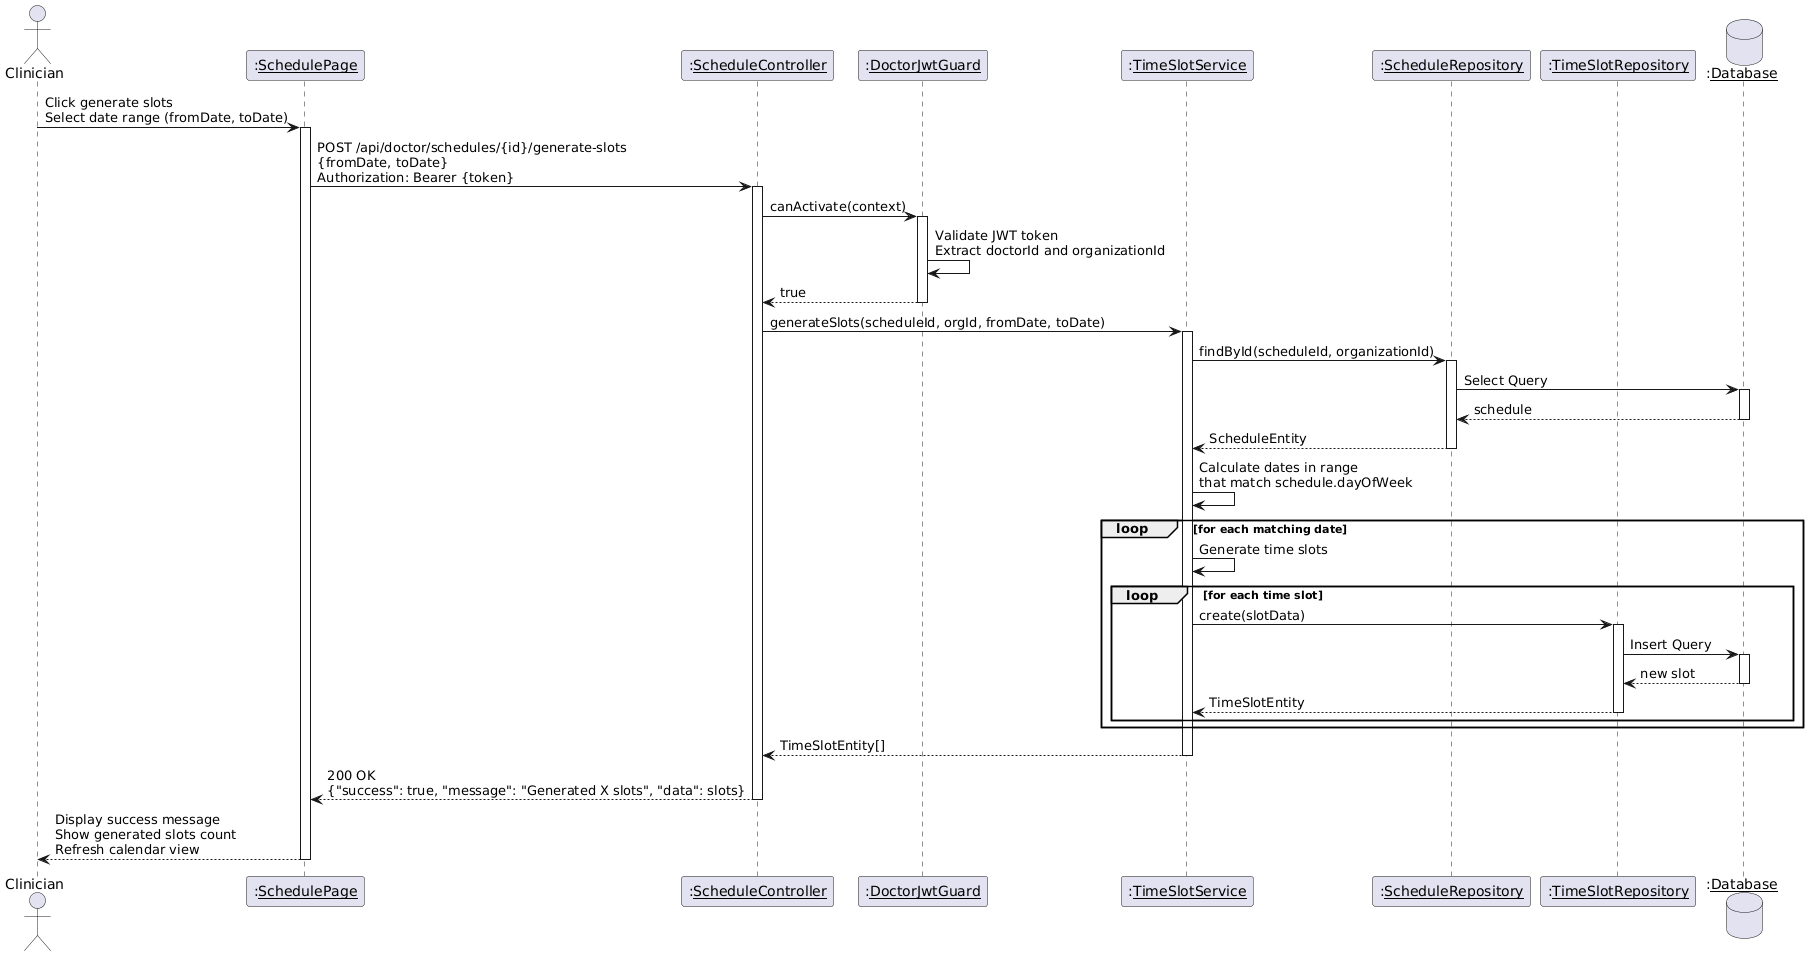 Clinician
:SchedulePage
:ScheduleController
:DoctorJwtGuard
:TimeSlotService
:ScheduleRepository
:TimeSlotRepository
:Database
Click generate slots
Select date range (fromDate, toDate)
POST /api/doctor/schedules/{id}/generate-slots
{fromDate, toDate}
Authorization: Bearer {token}
canActivate(context)
Validate JWT token
Extract doctorId and organizationId
true
generateSlots(scheduleId, orgId, fromDate, toDate)
findById(scheduleId, organizationId)
Select Query
schedule
ScheduleEntity
Calculate dates in range
that match schedule.dayOfWeek
loop
[for each matching date]
Generate time slots
loop
[for each time slot]
create(slotData)
Insert Query
new slot
TimeSlotEntity
TimeSlotEntity[]
200 OK
{"success": true, "message": "Generated X slots", "data": slots}
Display success message
Show generated slots count
Refresh calendar view
Clinician
:SchedulePage
:ScheduleController
:DoctorJwtGuard
:TimeSlotService
:ScheduleRepository
:TimeSlotRepository
:Database